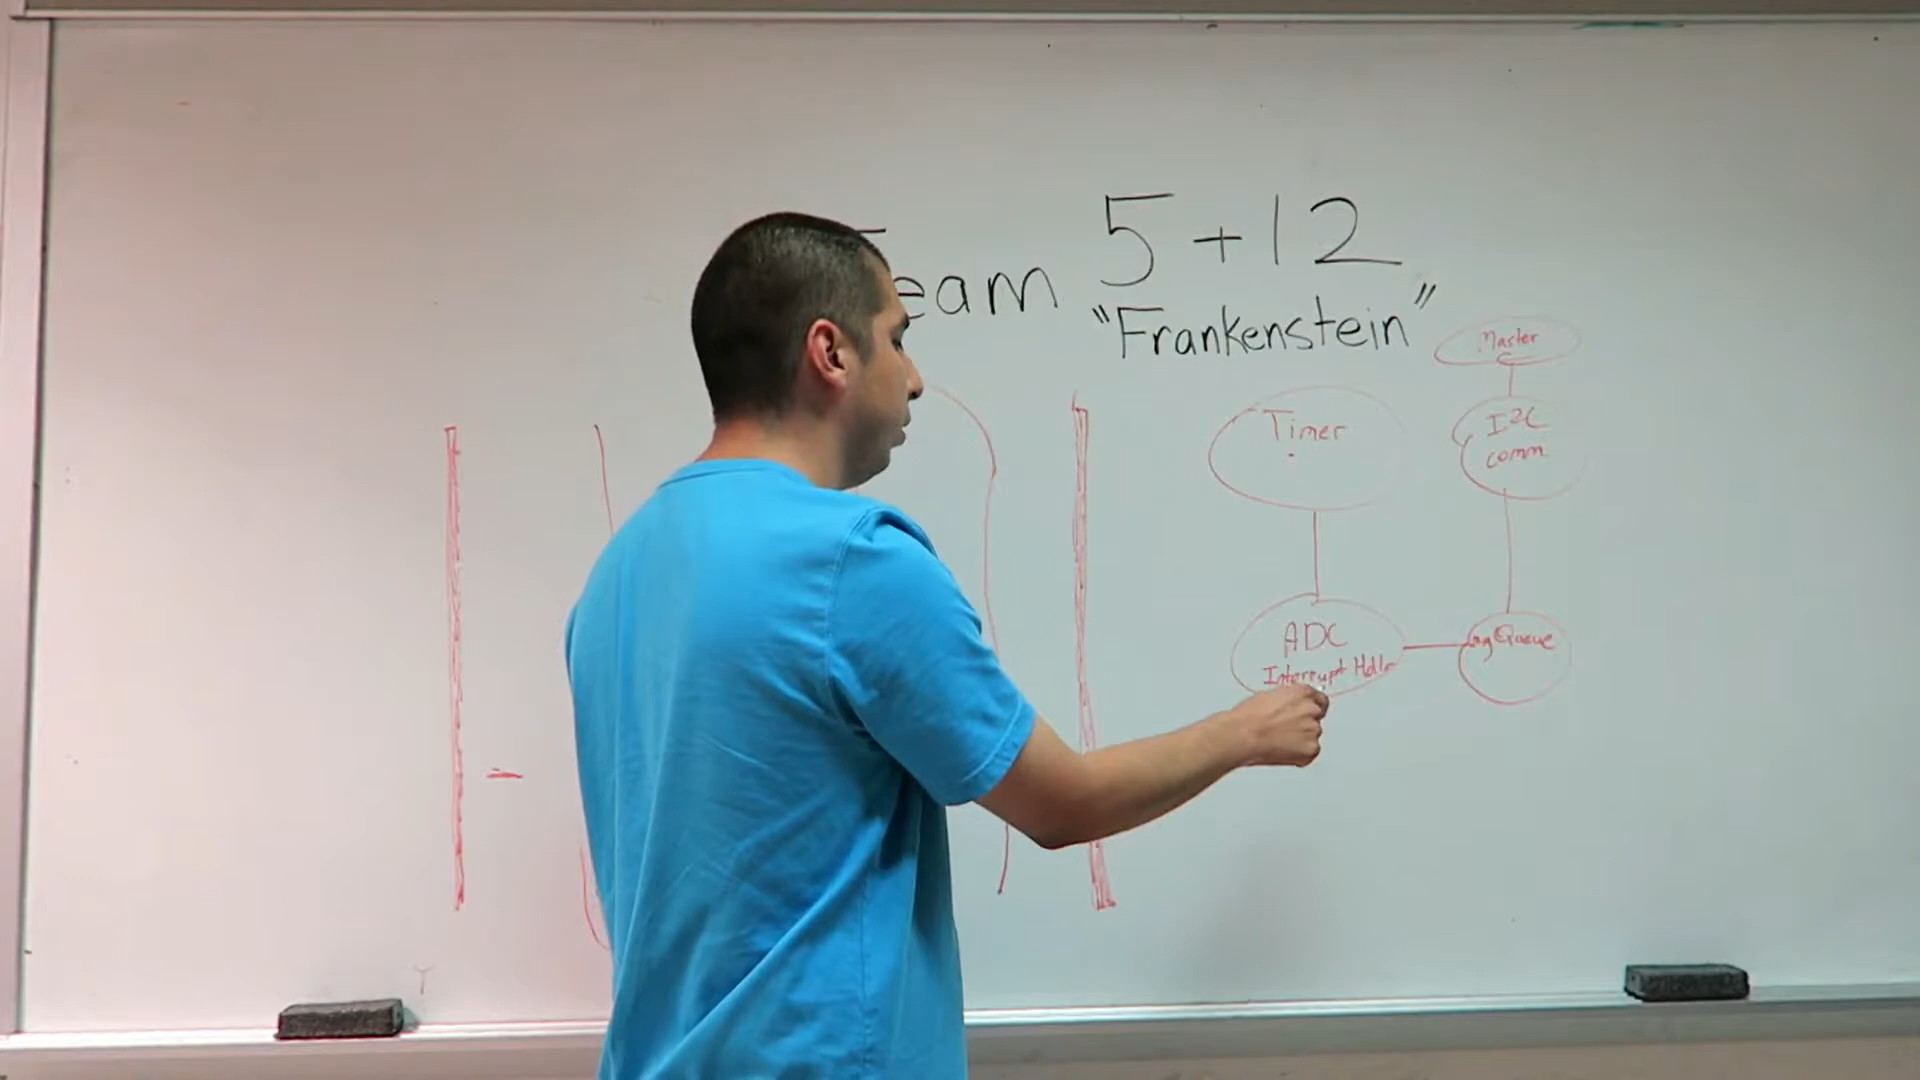 eam 5+12
"Frankenstein"
Master
Timer
I2C
comm
ADC
Interrupt Hdlr
Queue